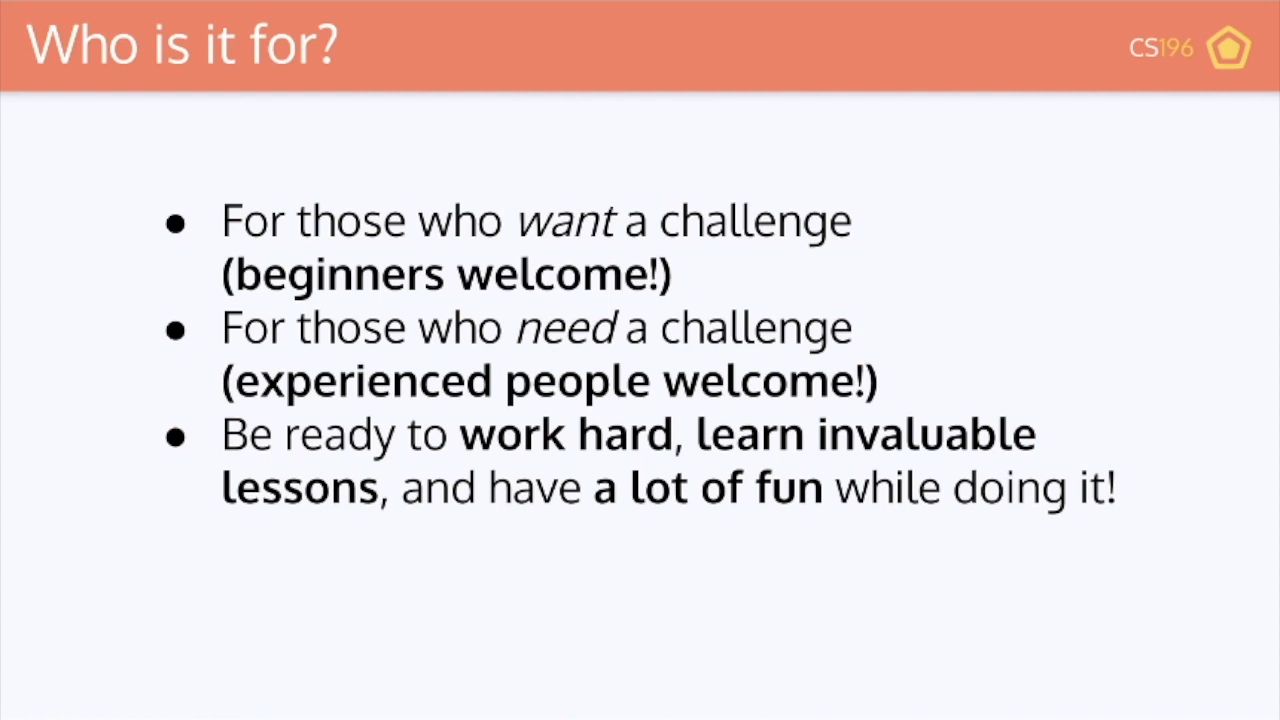 Who is it for?
CS196
● For those who want a challenge
(beginners welcome!)
● For those who need a challenge
(experienced people welcome!)
● Be ready to work hard, learn invaluable
lessons, and have a lot of fun while doing it!